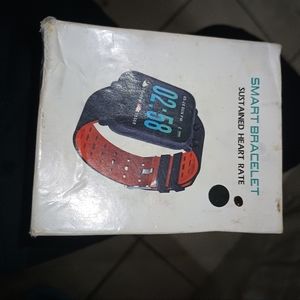 SMART BRACELET
SUSTAINED HEART RATE
02:58